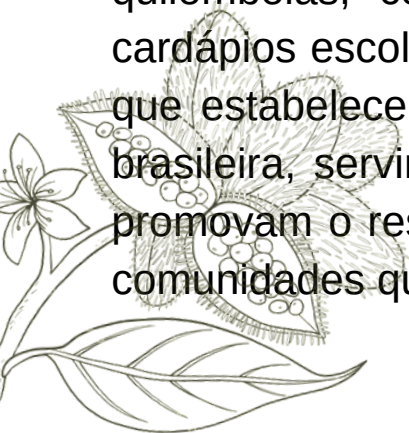 cardápios escol
que estabelece
brasileira, servir
promovam o res
comunidades qu